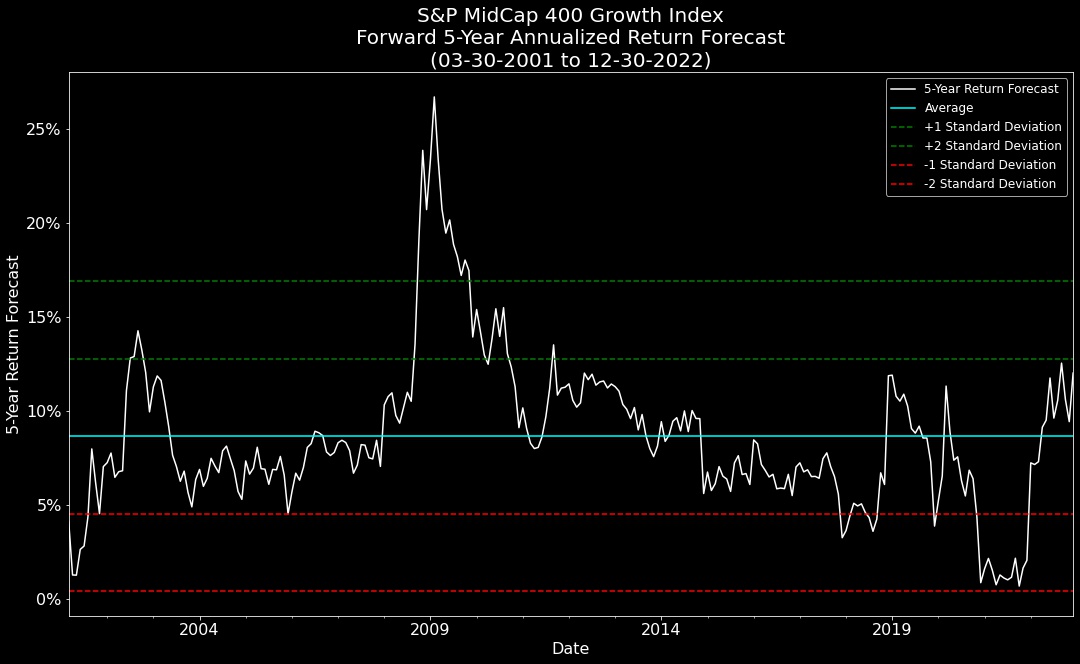 S&P MidCap 400 Growth Index
Forward 5-Year Annualized Return Forecast
(03-30-2001 to 12-30-2022)
5-Year Return Forecast
Average
+1 Standard Deviation
+2 Standard Deviation
-1 Standard Deviation
-2 Standard Deviation
5-Year Return Forecast
25%
20%
15%
10%
5%
0%
2004
2009
2014
2019
Date